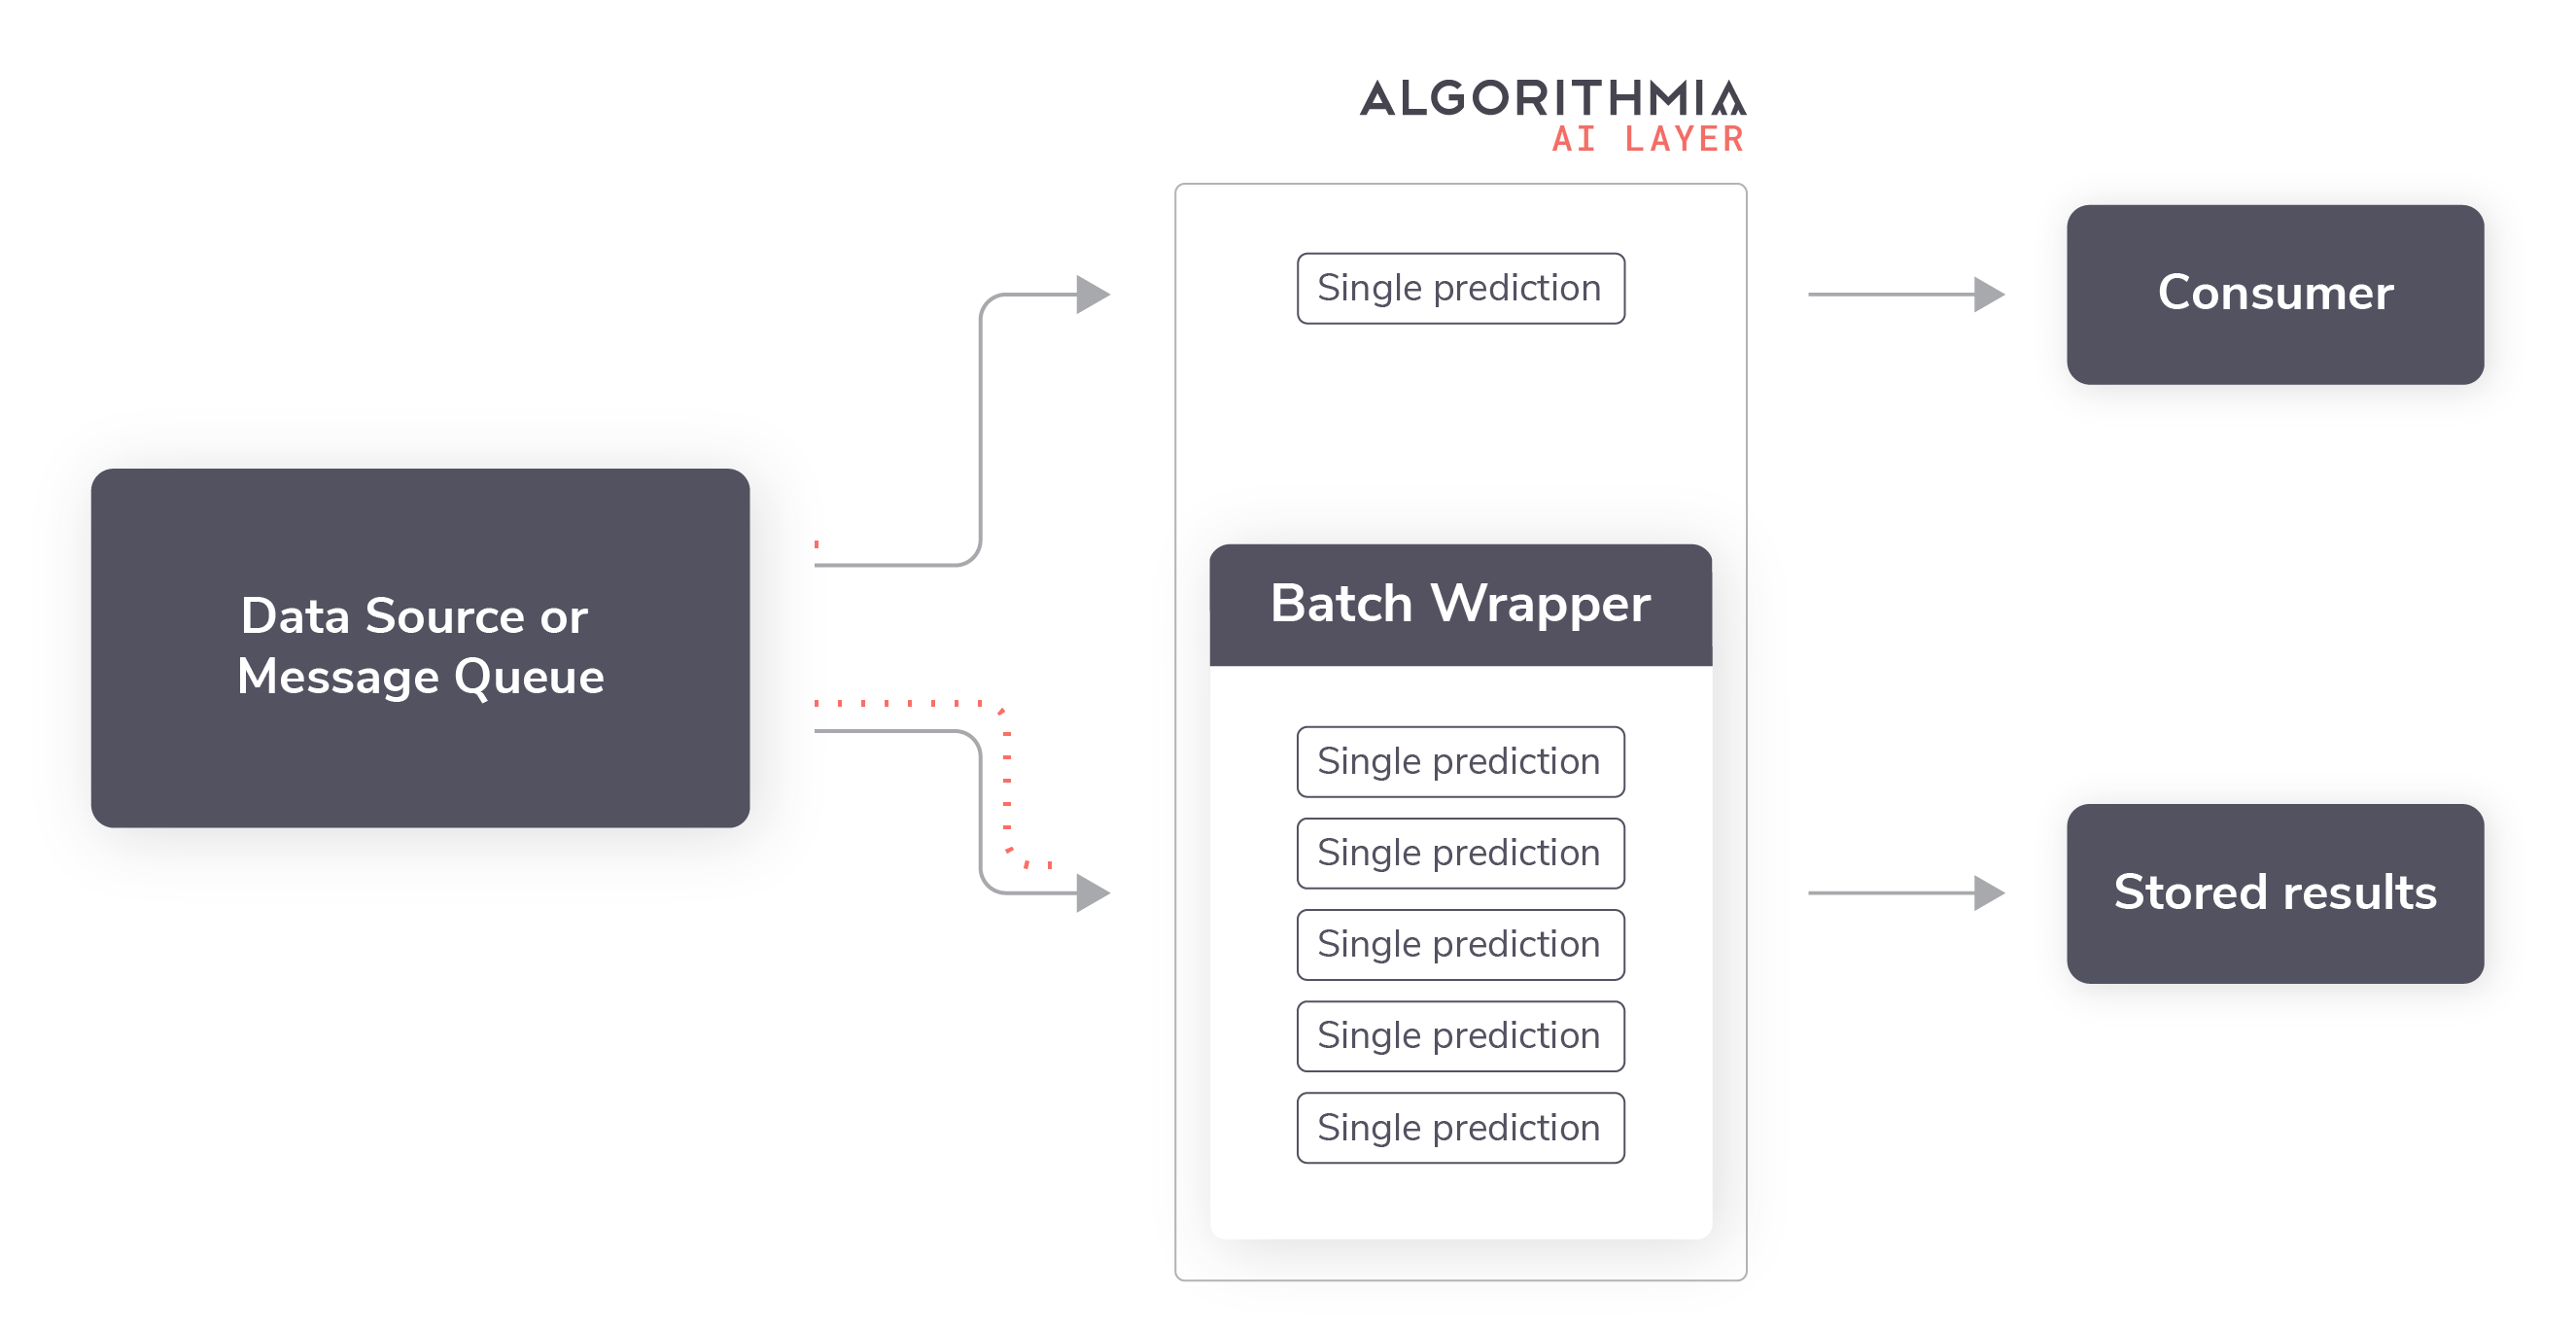 ALGORITHMIA
AI LAYER
Single prediction
Consumer
Data Source or
Message Queue
Batch Wrapper
Single prediction
Single prediction
Single prediction
Single prediction
Single prediction
Stored results